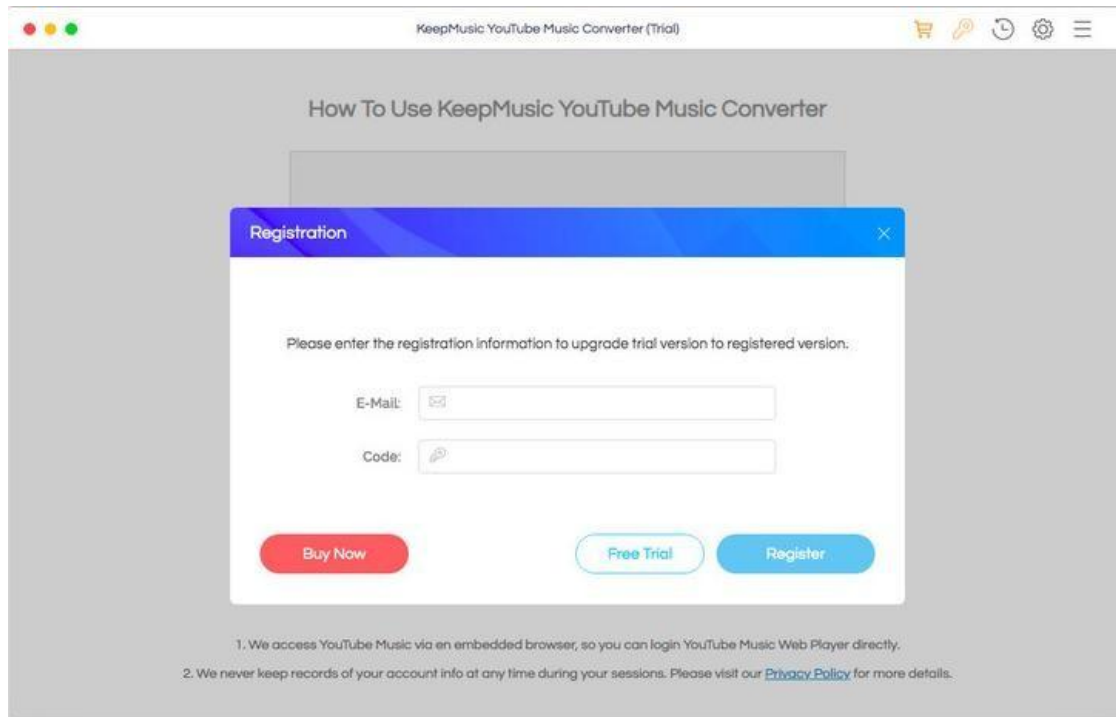 KeepMusic YouTube Music Converter (Trial)
How To Use KeepMusic YouTube Music Converter
Registration
Please enter the registration information to upgrade trial version to registered version.
E-Mail:
Code:
Buy Now
Free Trial
Register
1. We access YouTube Music via en embedded browser, so you can login YouTube Music Web Player directly.
2. We never keep records of your account info at any time during your sessions. Please visit our Privacy Policy for more details.